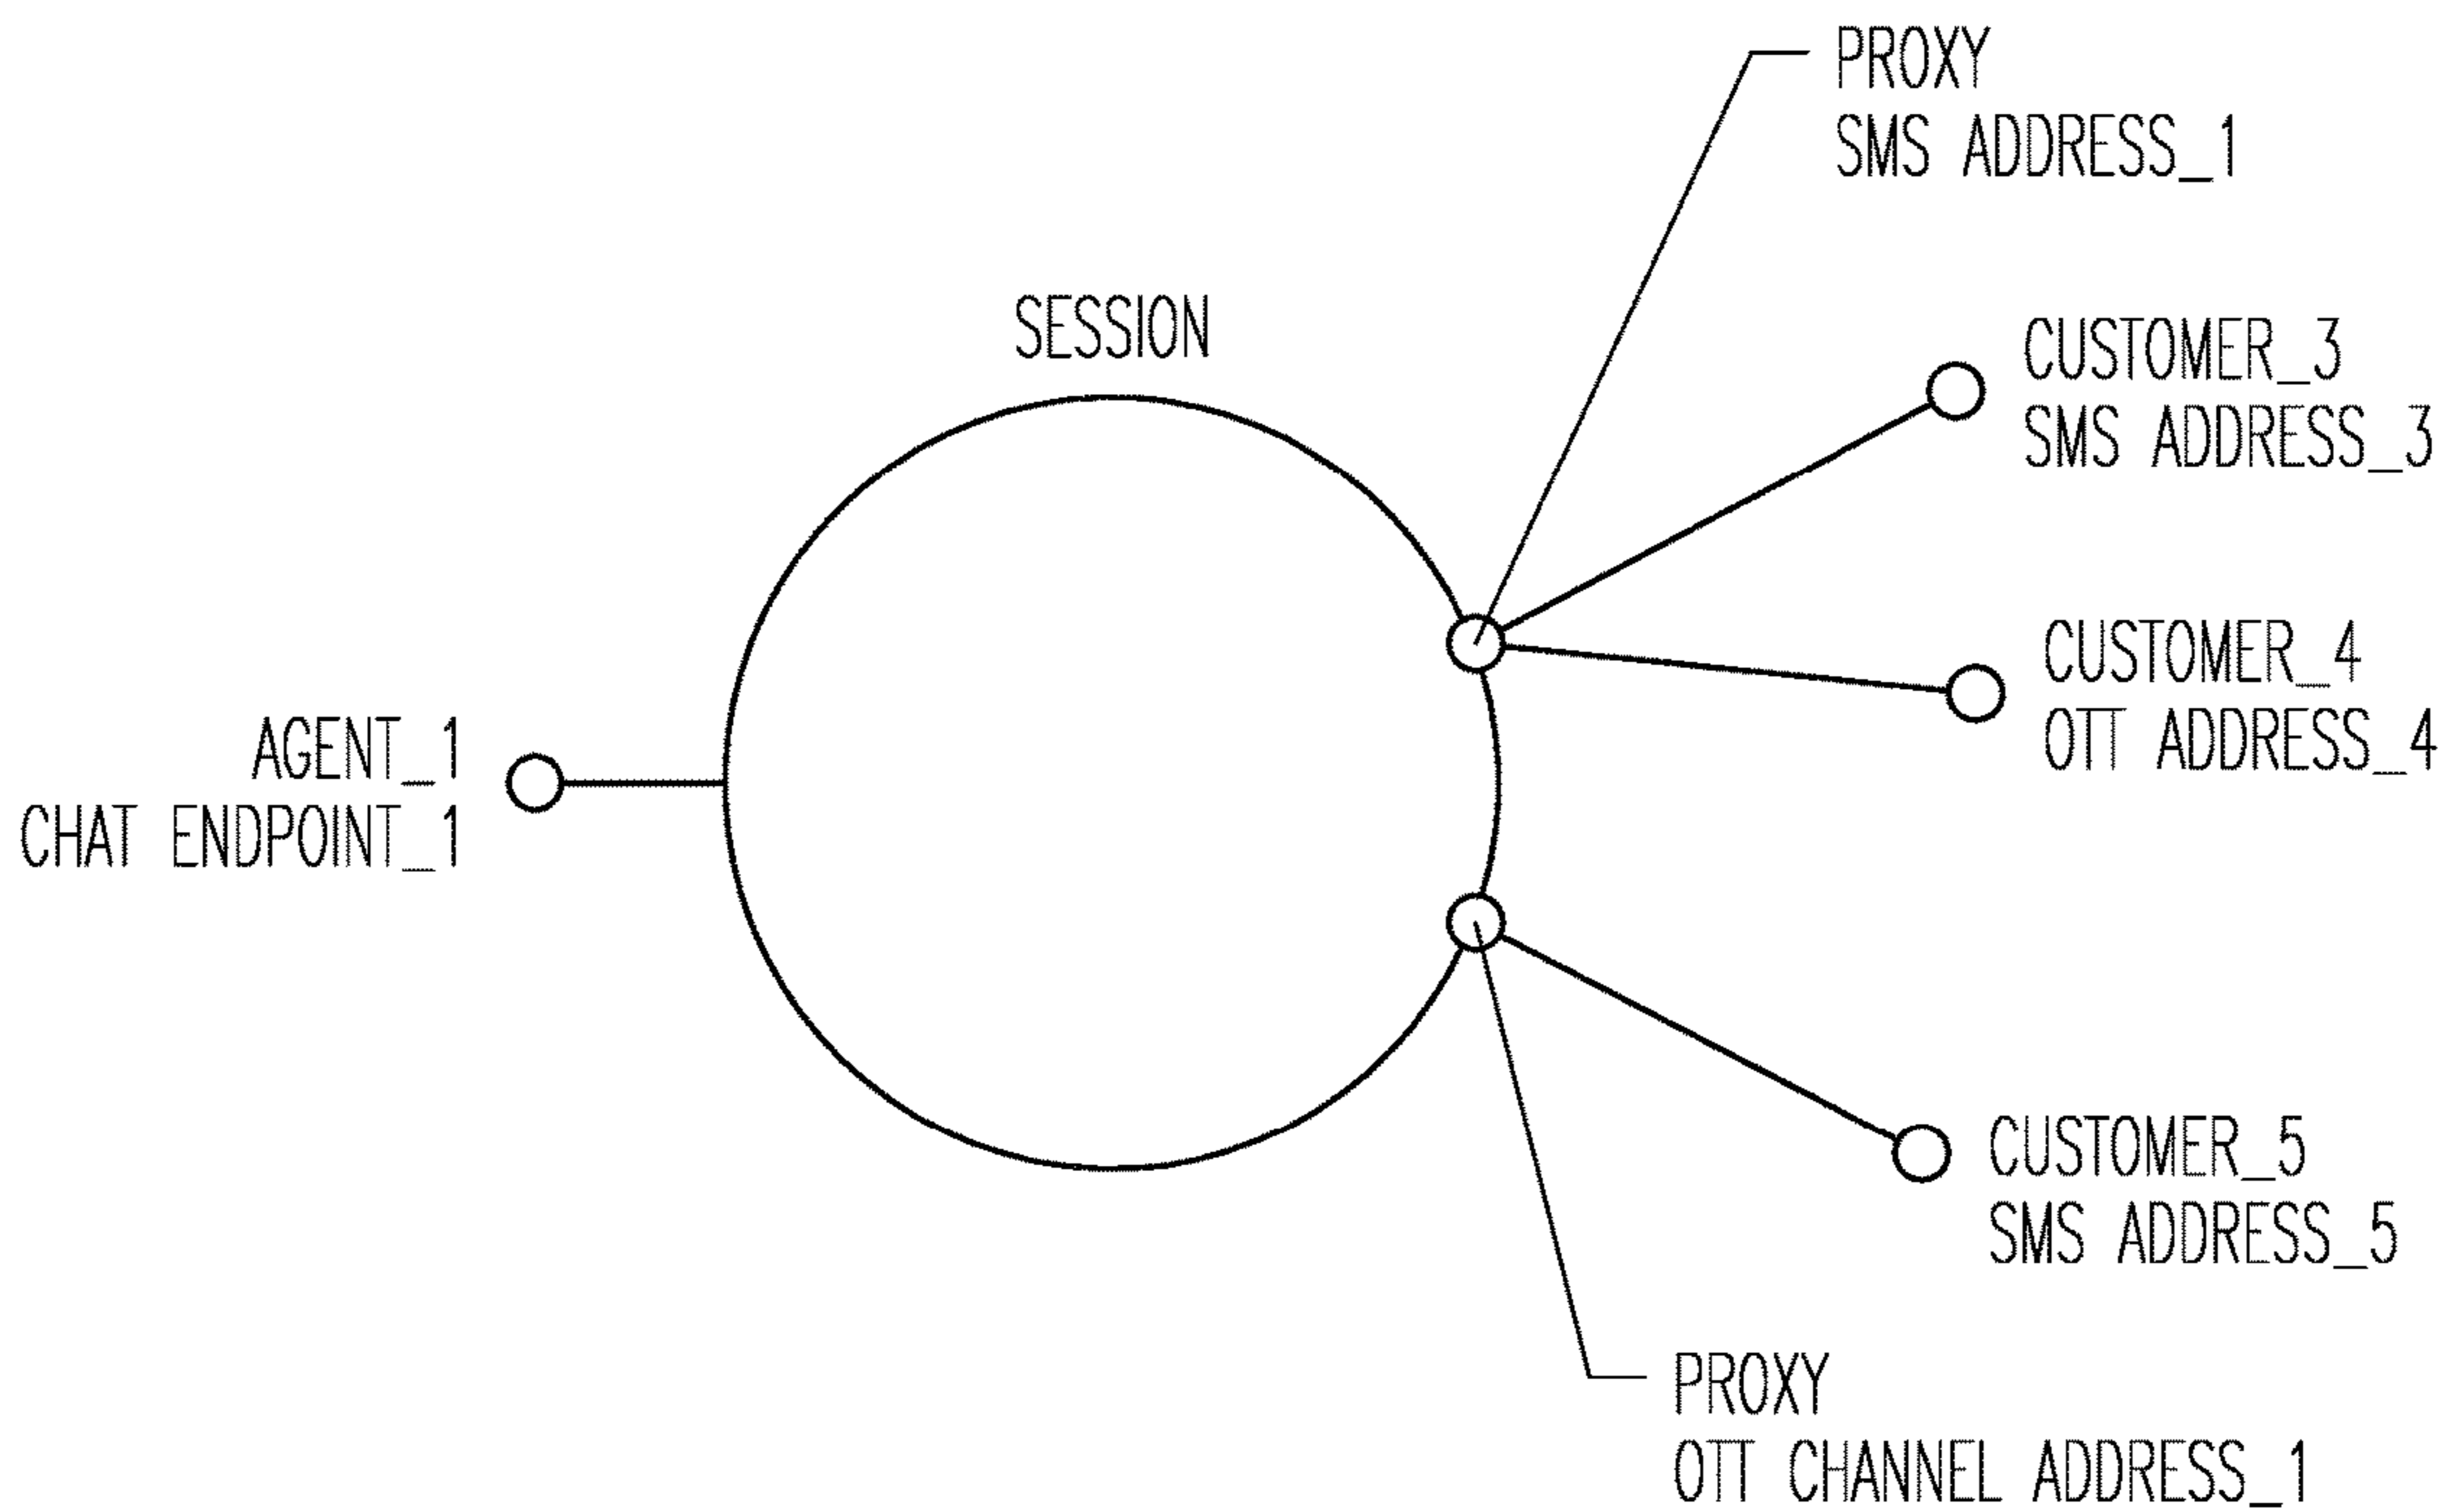 PROXY
SMS ADDRESS_1
SESSION
CUSTOMER_3
SMS ADDRESS_3
CUSTOMER_4
OTT ADDRESS_4
AGENT_1
CHAT ENDPOINT_1
CUSTOMER_5
SMS ADDRESS_5
PROXY
OTT CHANNEL ADDRESS_1